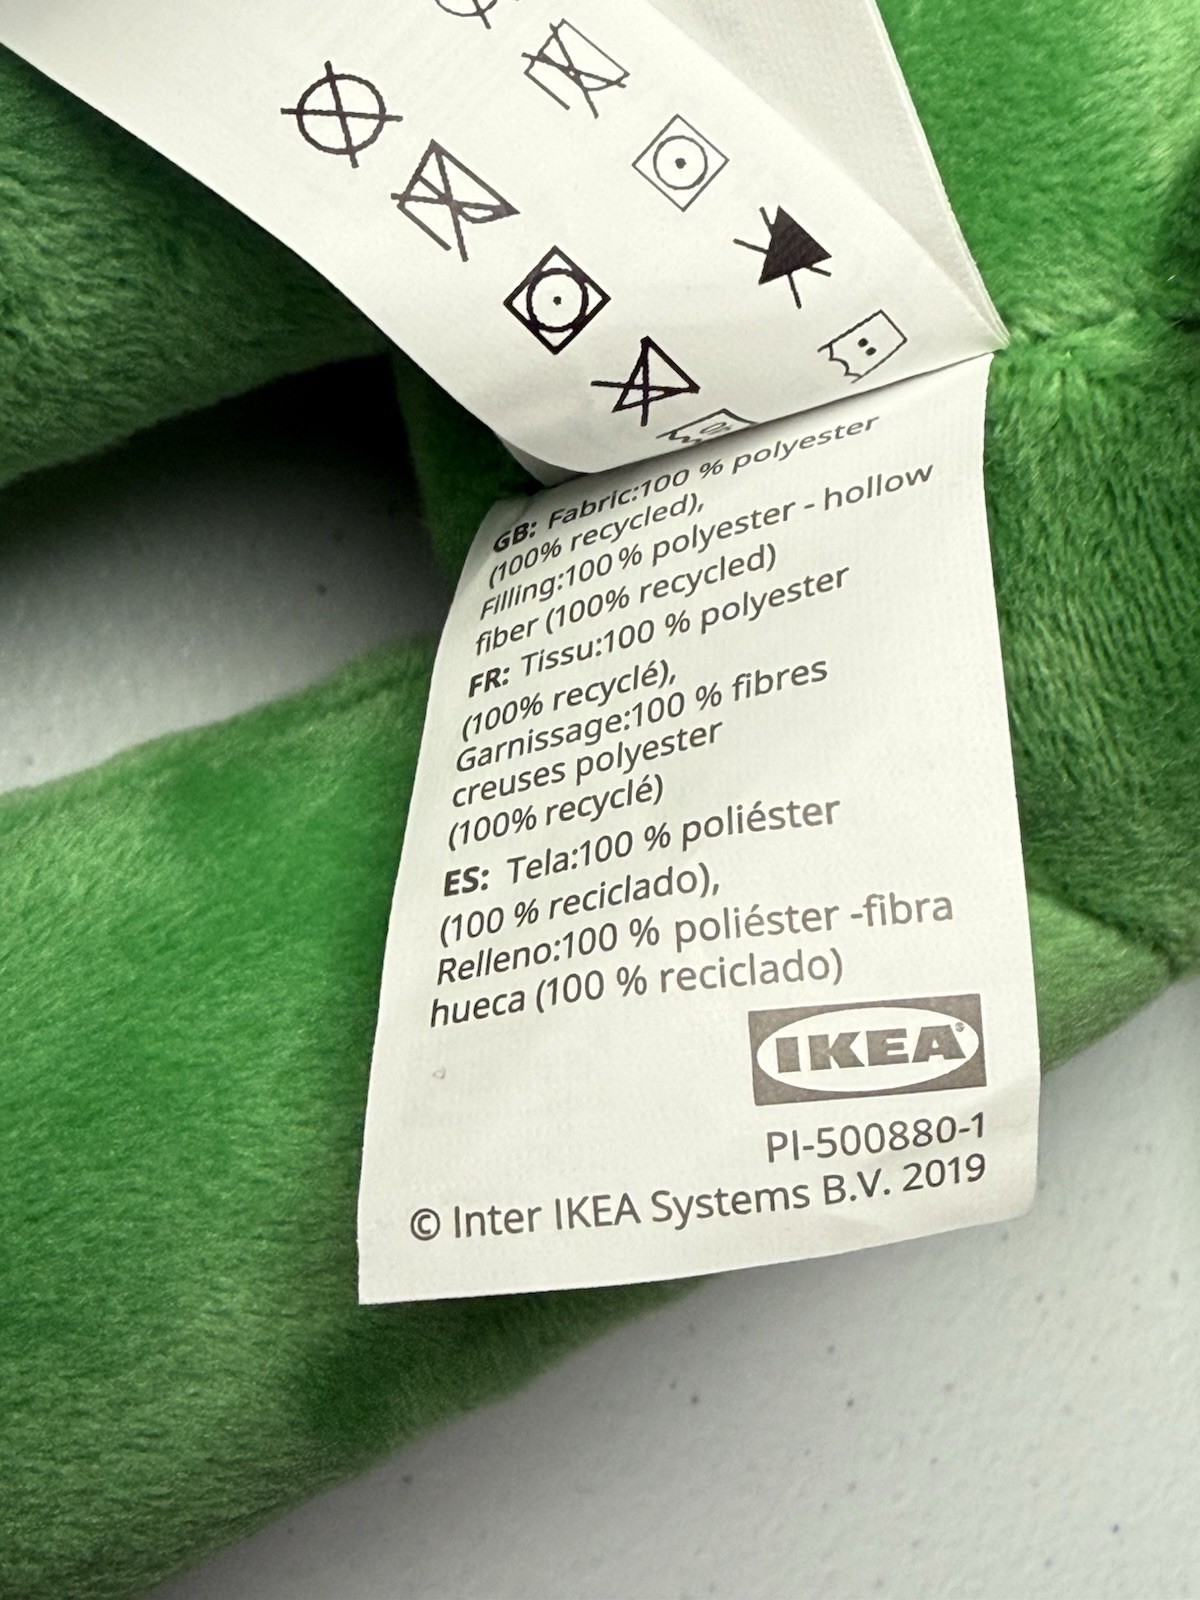 GB: Fabric:100 % polyester
(100% recycled),
Filling:100 % polyester - hollow
fiber (100% recycled)
FR: Tissu:100 % polyester
(100% recyclé),
Garnissage:100 % fibres
creuses polyester
(100% recyclé)
ES: Tela:100 % poliéster
(100 % reciclado),
Relleno:100 % poliéster -fibra
hueca (100 % reciclado)
IKEA®
PI-500880-1
© Inter IKEA Systems B.V. 2019